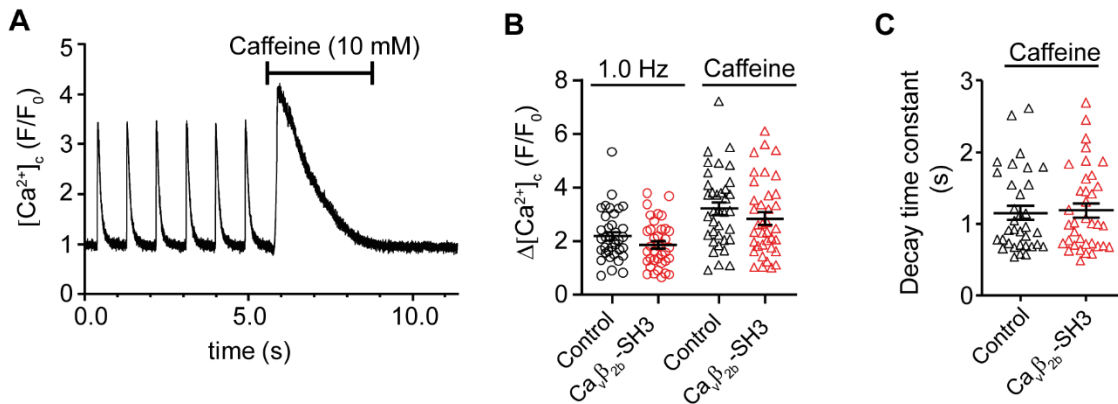 A
Caffeine (10 mM)
[Ca²⁺]c (F/F₀)
5
4
3
2
1
0
0.0
5.0
10.0
time (s)
B
1.0 Hz
Caffeine
Δ[Ca²⁺]c (F/F₀)
8
6
4
2
0
Control
Caᵥβ₂b-SH3
Control
Caᵥβ₂b-SH3
C
Caffeine
Decay time constant
(s)
3
2
1
0
Control
Caᵥβ₂b-SH3